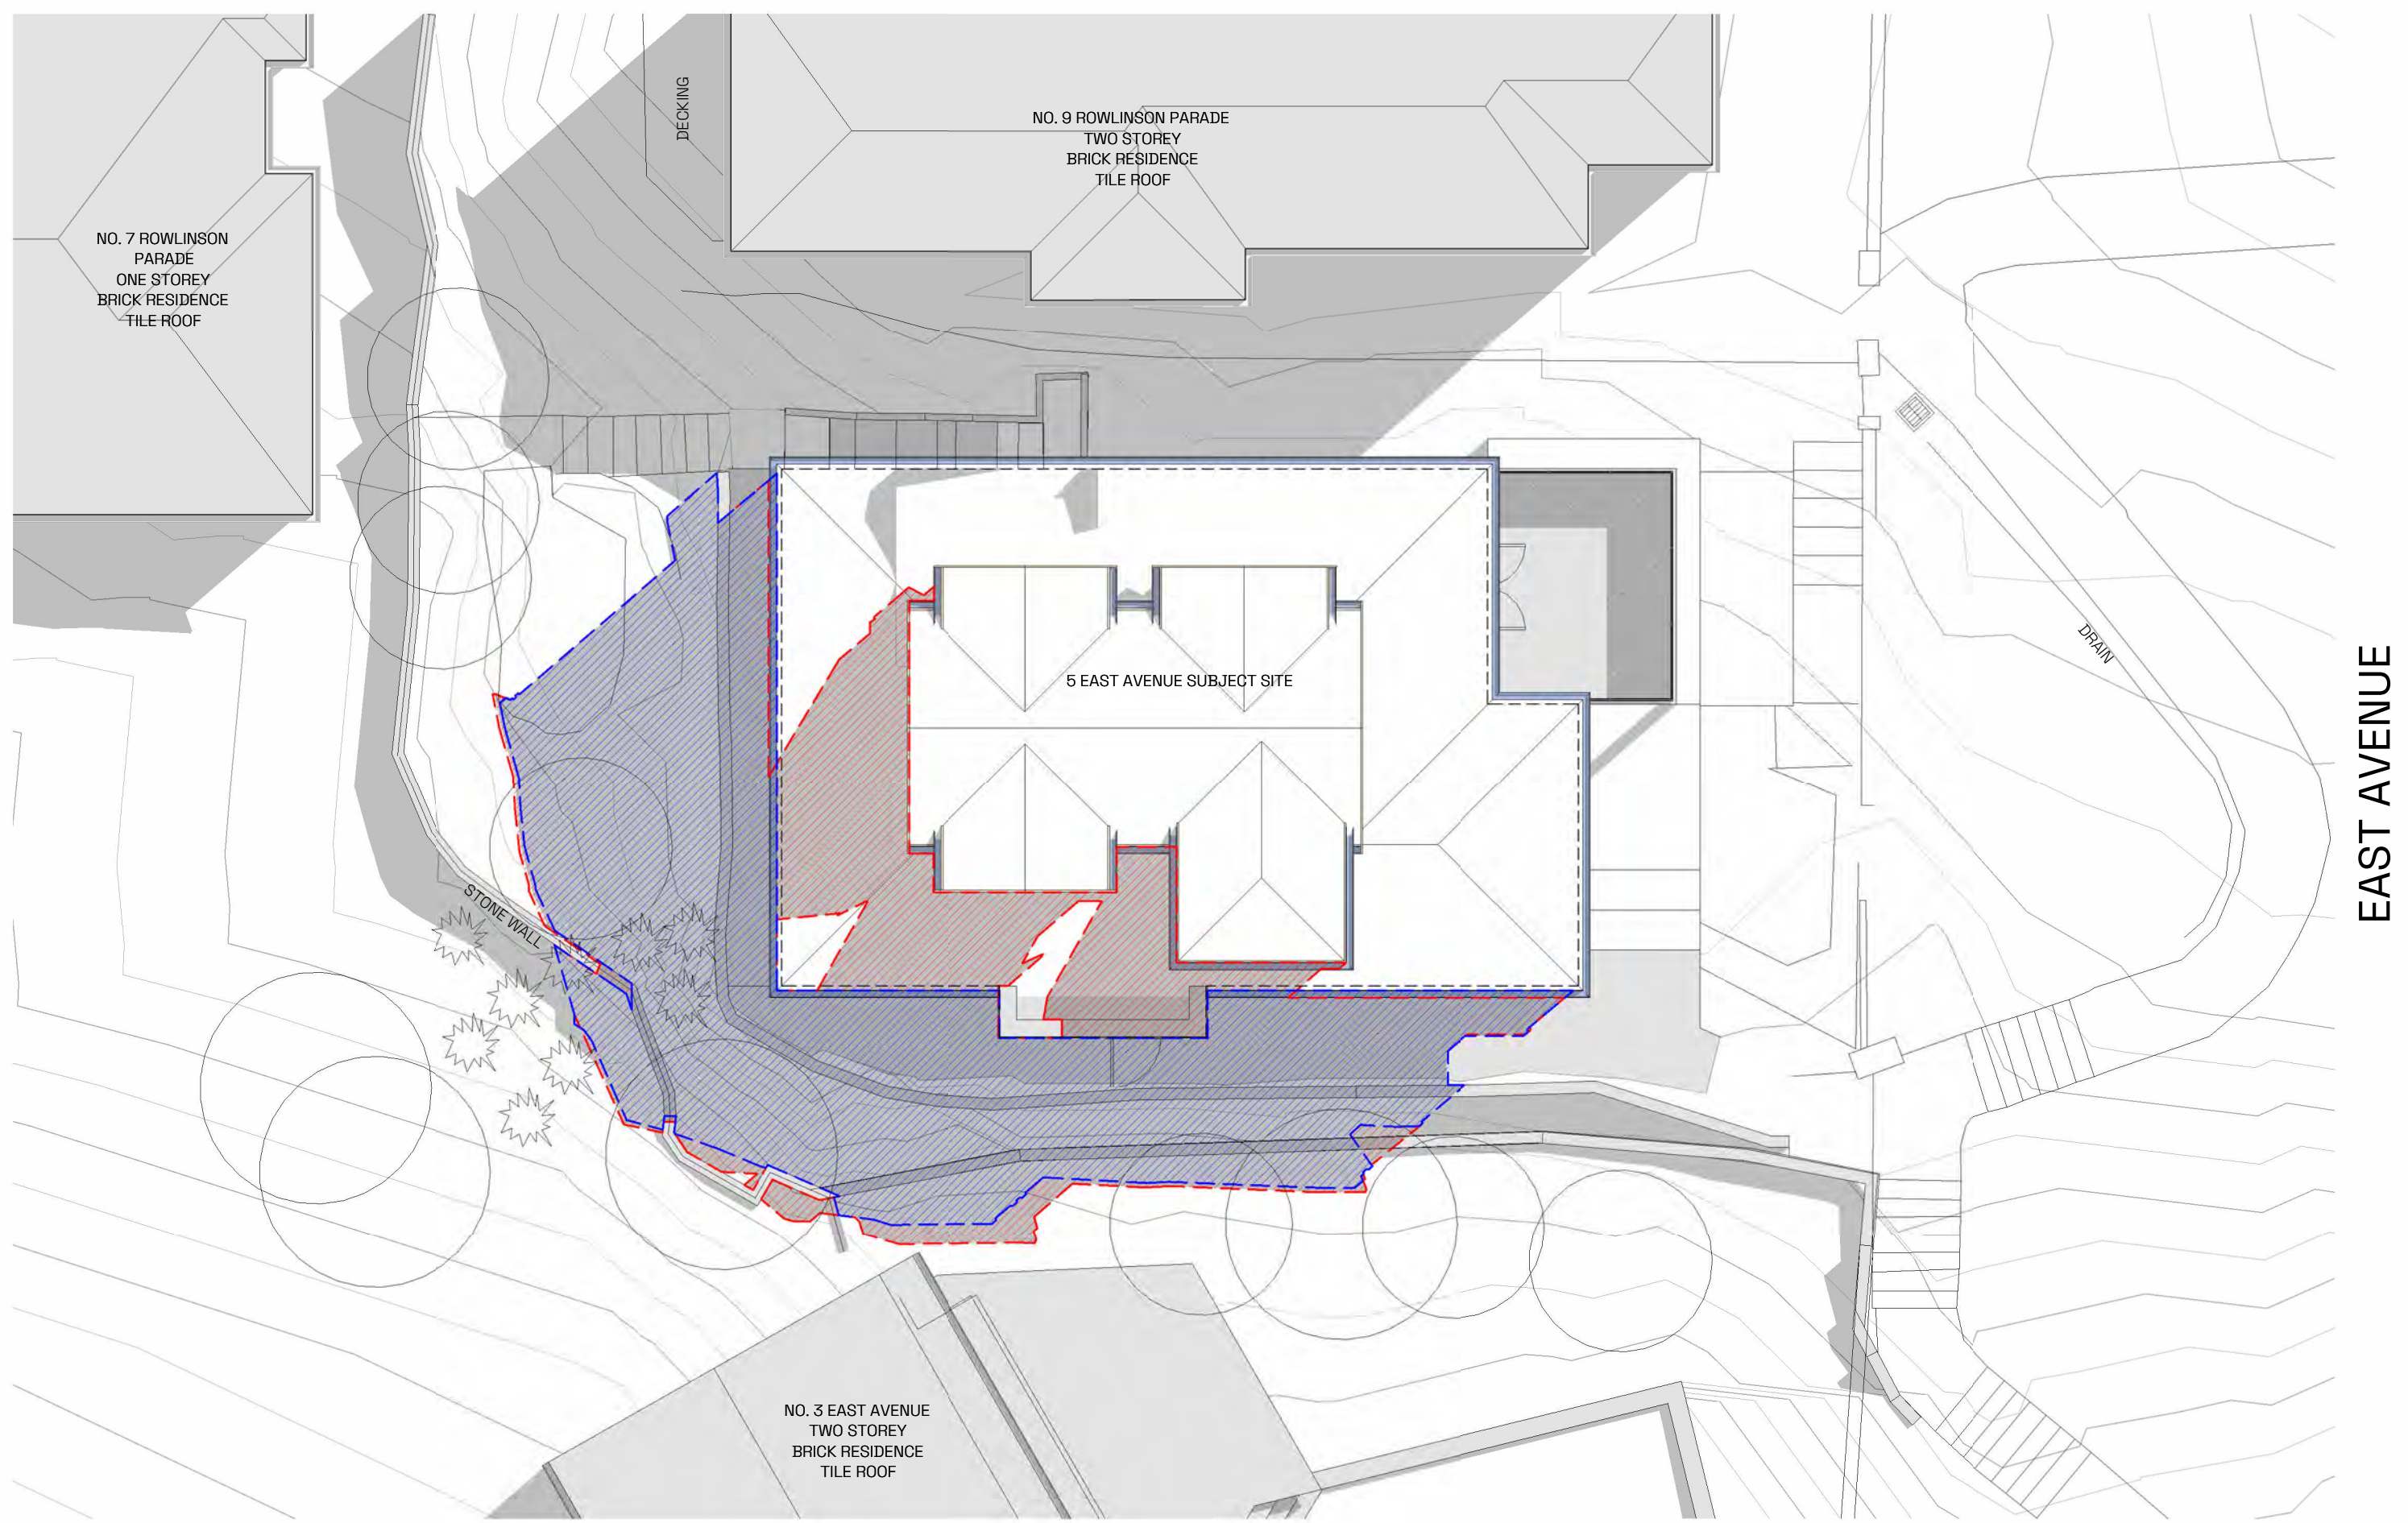 DECKING
NO. 9 ROWLINSON PARADE
TWO STOREY
BRICK RESIDENCE
TILE ROOF
NO. 7 ROWLINSON
PARADE
ONE STOREY
BRICK RESIDENCE
TILE ROOF
5 EAST AVENUE SUBJECT SITE
DRAIN
EAST AVENUE
STONE WALL
NO. 3 EAST AVENUE
TWO STOREY
BRICK RESIDENCE
TILE ROOF